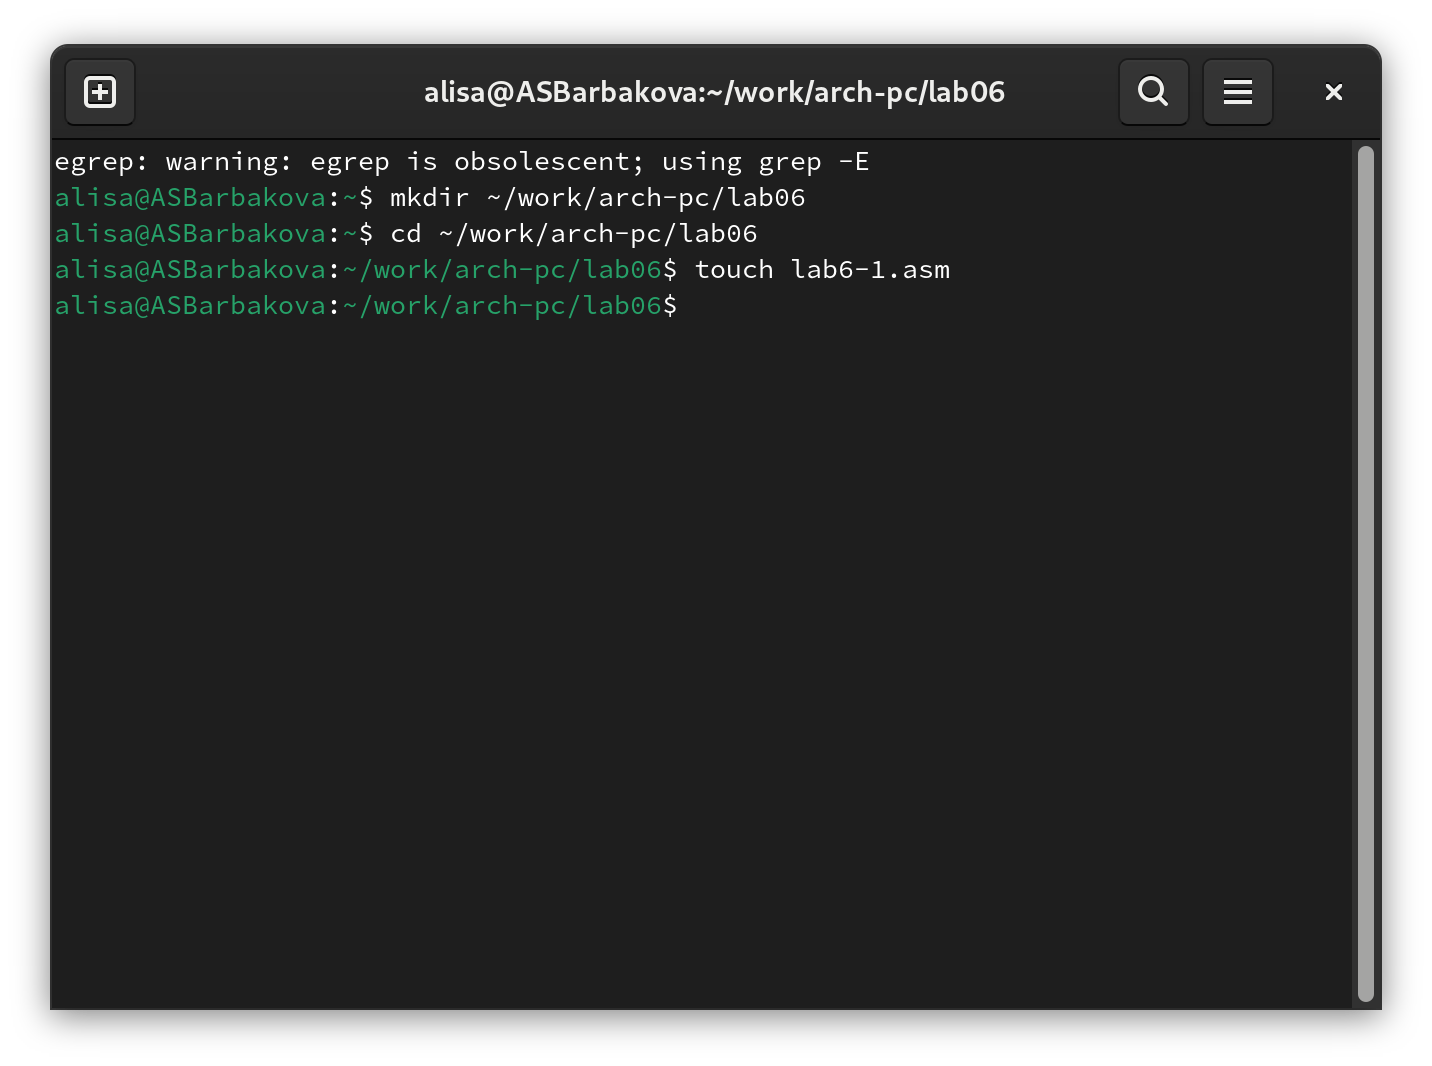 alisa@ASBarbakova:~/work/arch-pc/lab06
egrep: warning: egrep is obsolescent; using grep -E
alisa@ASBarbakova:~$ mkdir ~/work/arch-pc/lab06
alisa@ASBarbakova:~$ cd ~/work/arch-pc/lab06
alisa@ASBarbakova:~/work/arch-pc/lab06$ touch lab6-1.asm
alisa@ASBarbakova:~/work/arch-pc/lab06$